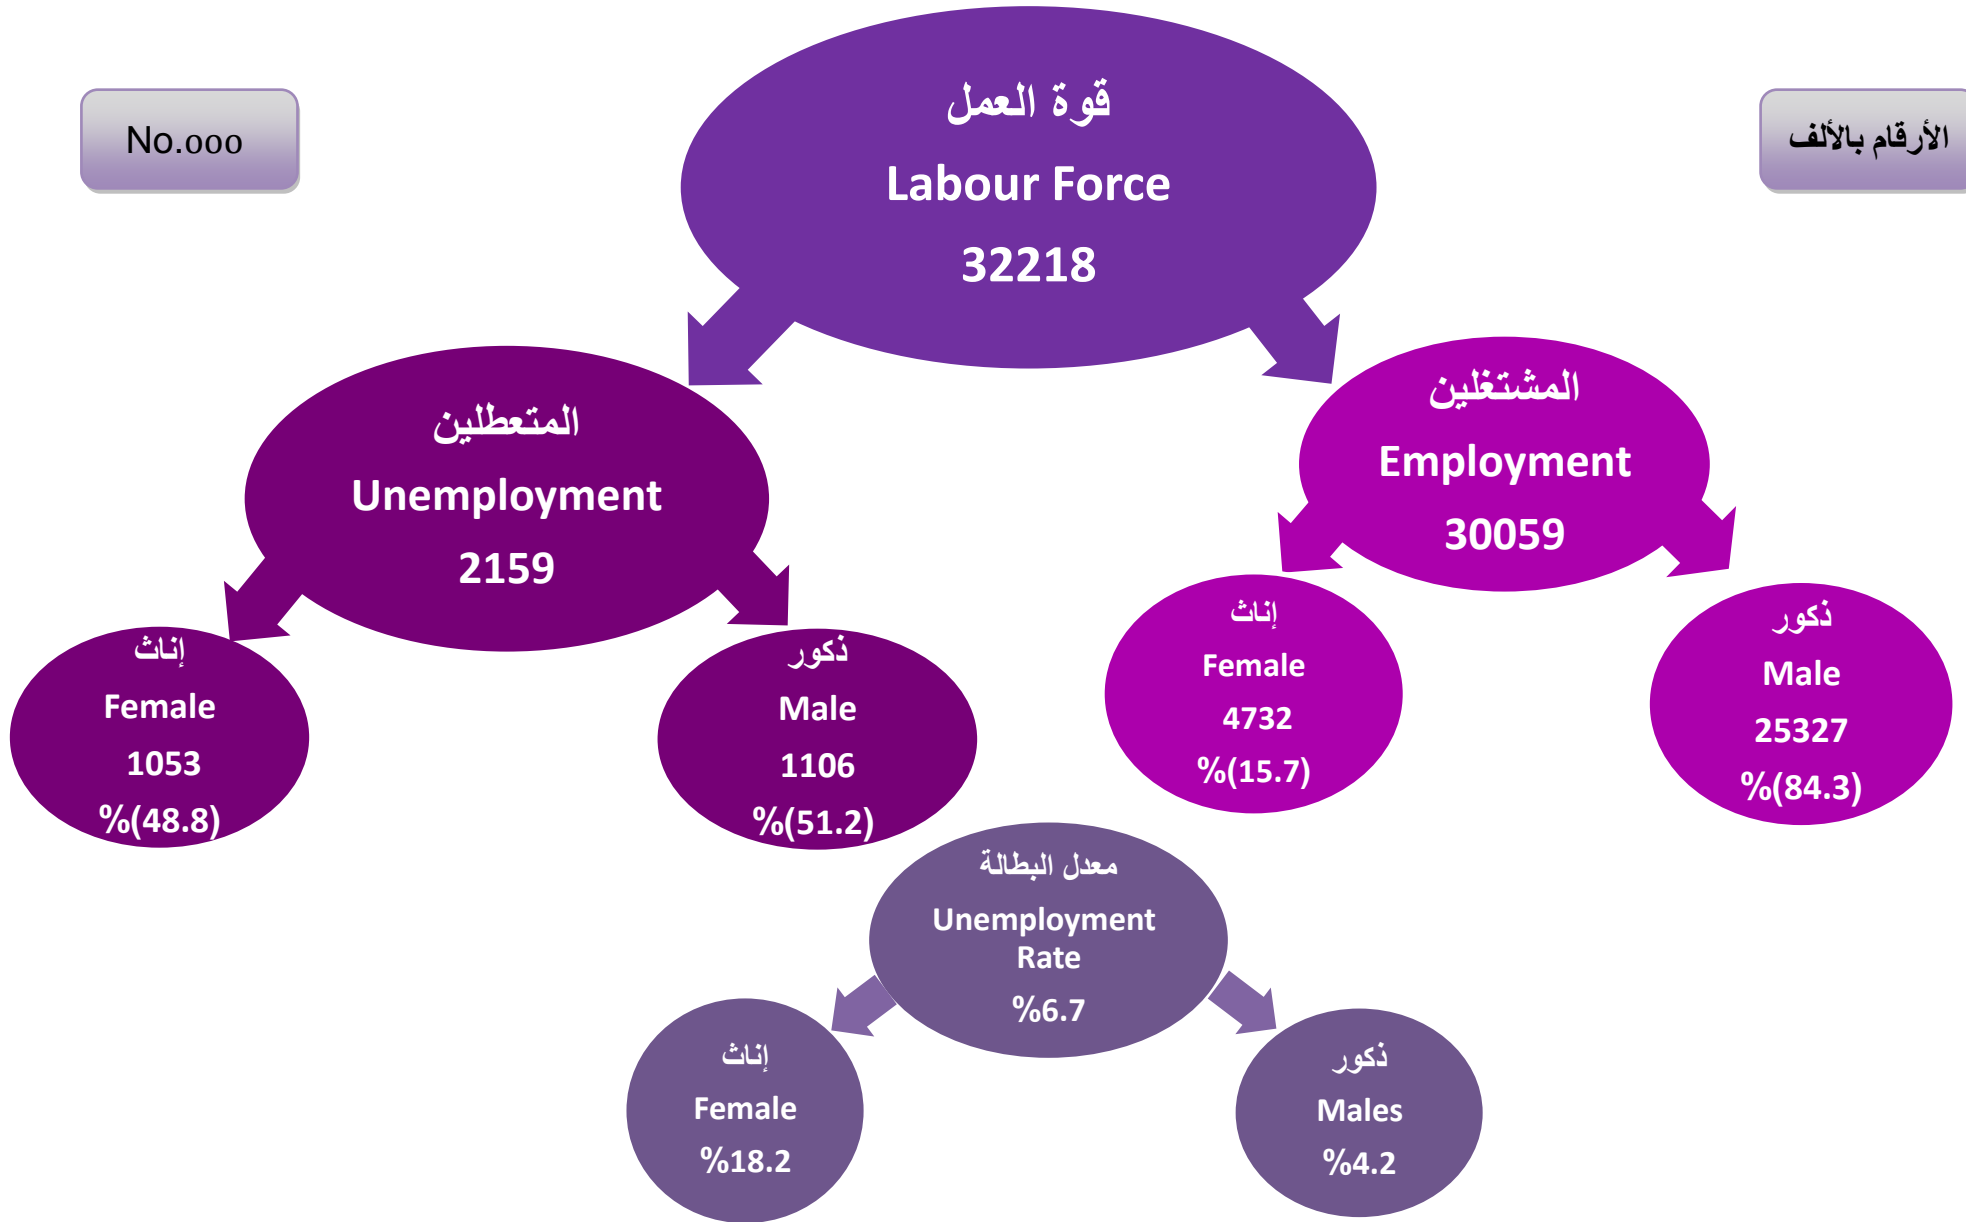 No.000
الأرقام بالألف
قوة العمل
Labour Force
32218
المتعطلين
Unemployment
2159
المشتغلين
Employment
30059
إناث
Female
1053
%(48.8)
ذكور
Male
1106
%(51.2)
إناث
Female
4732
%(15.7)
ذكور
Male
25327
%(84.3)
معدل البطالة
Unemployment
Rate
%6.7
إناث
Female
%18.2
ذكور
Males
%4.2